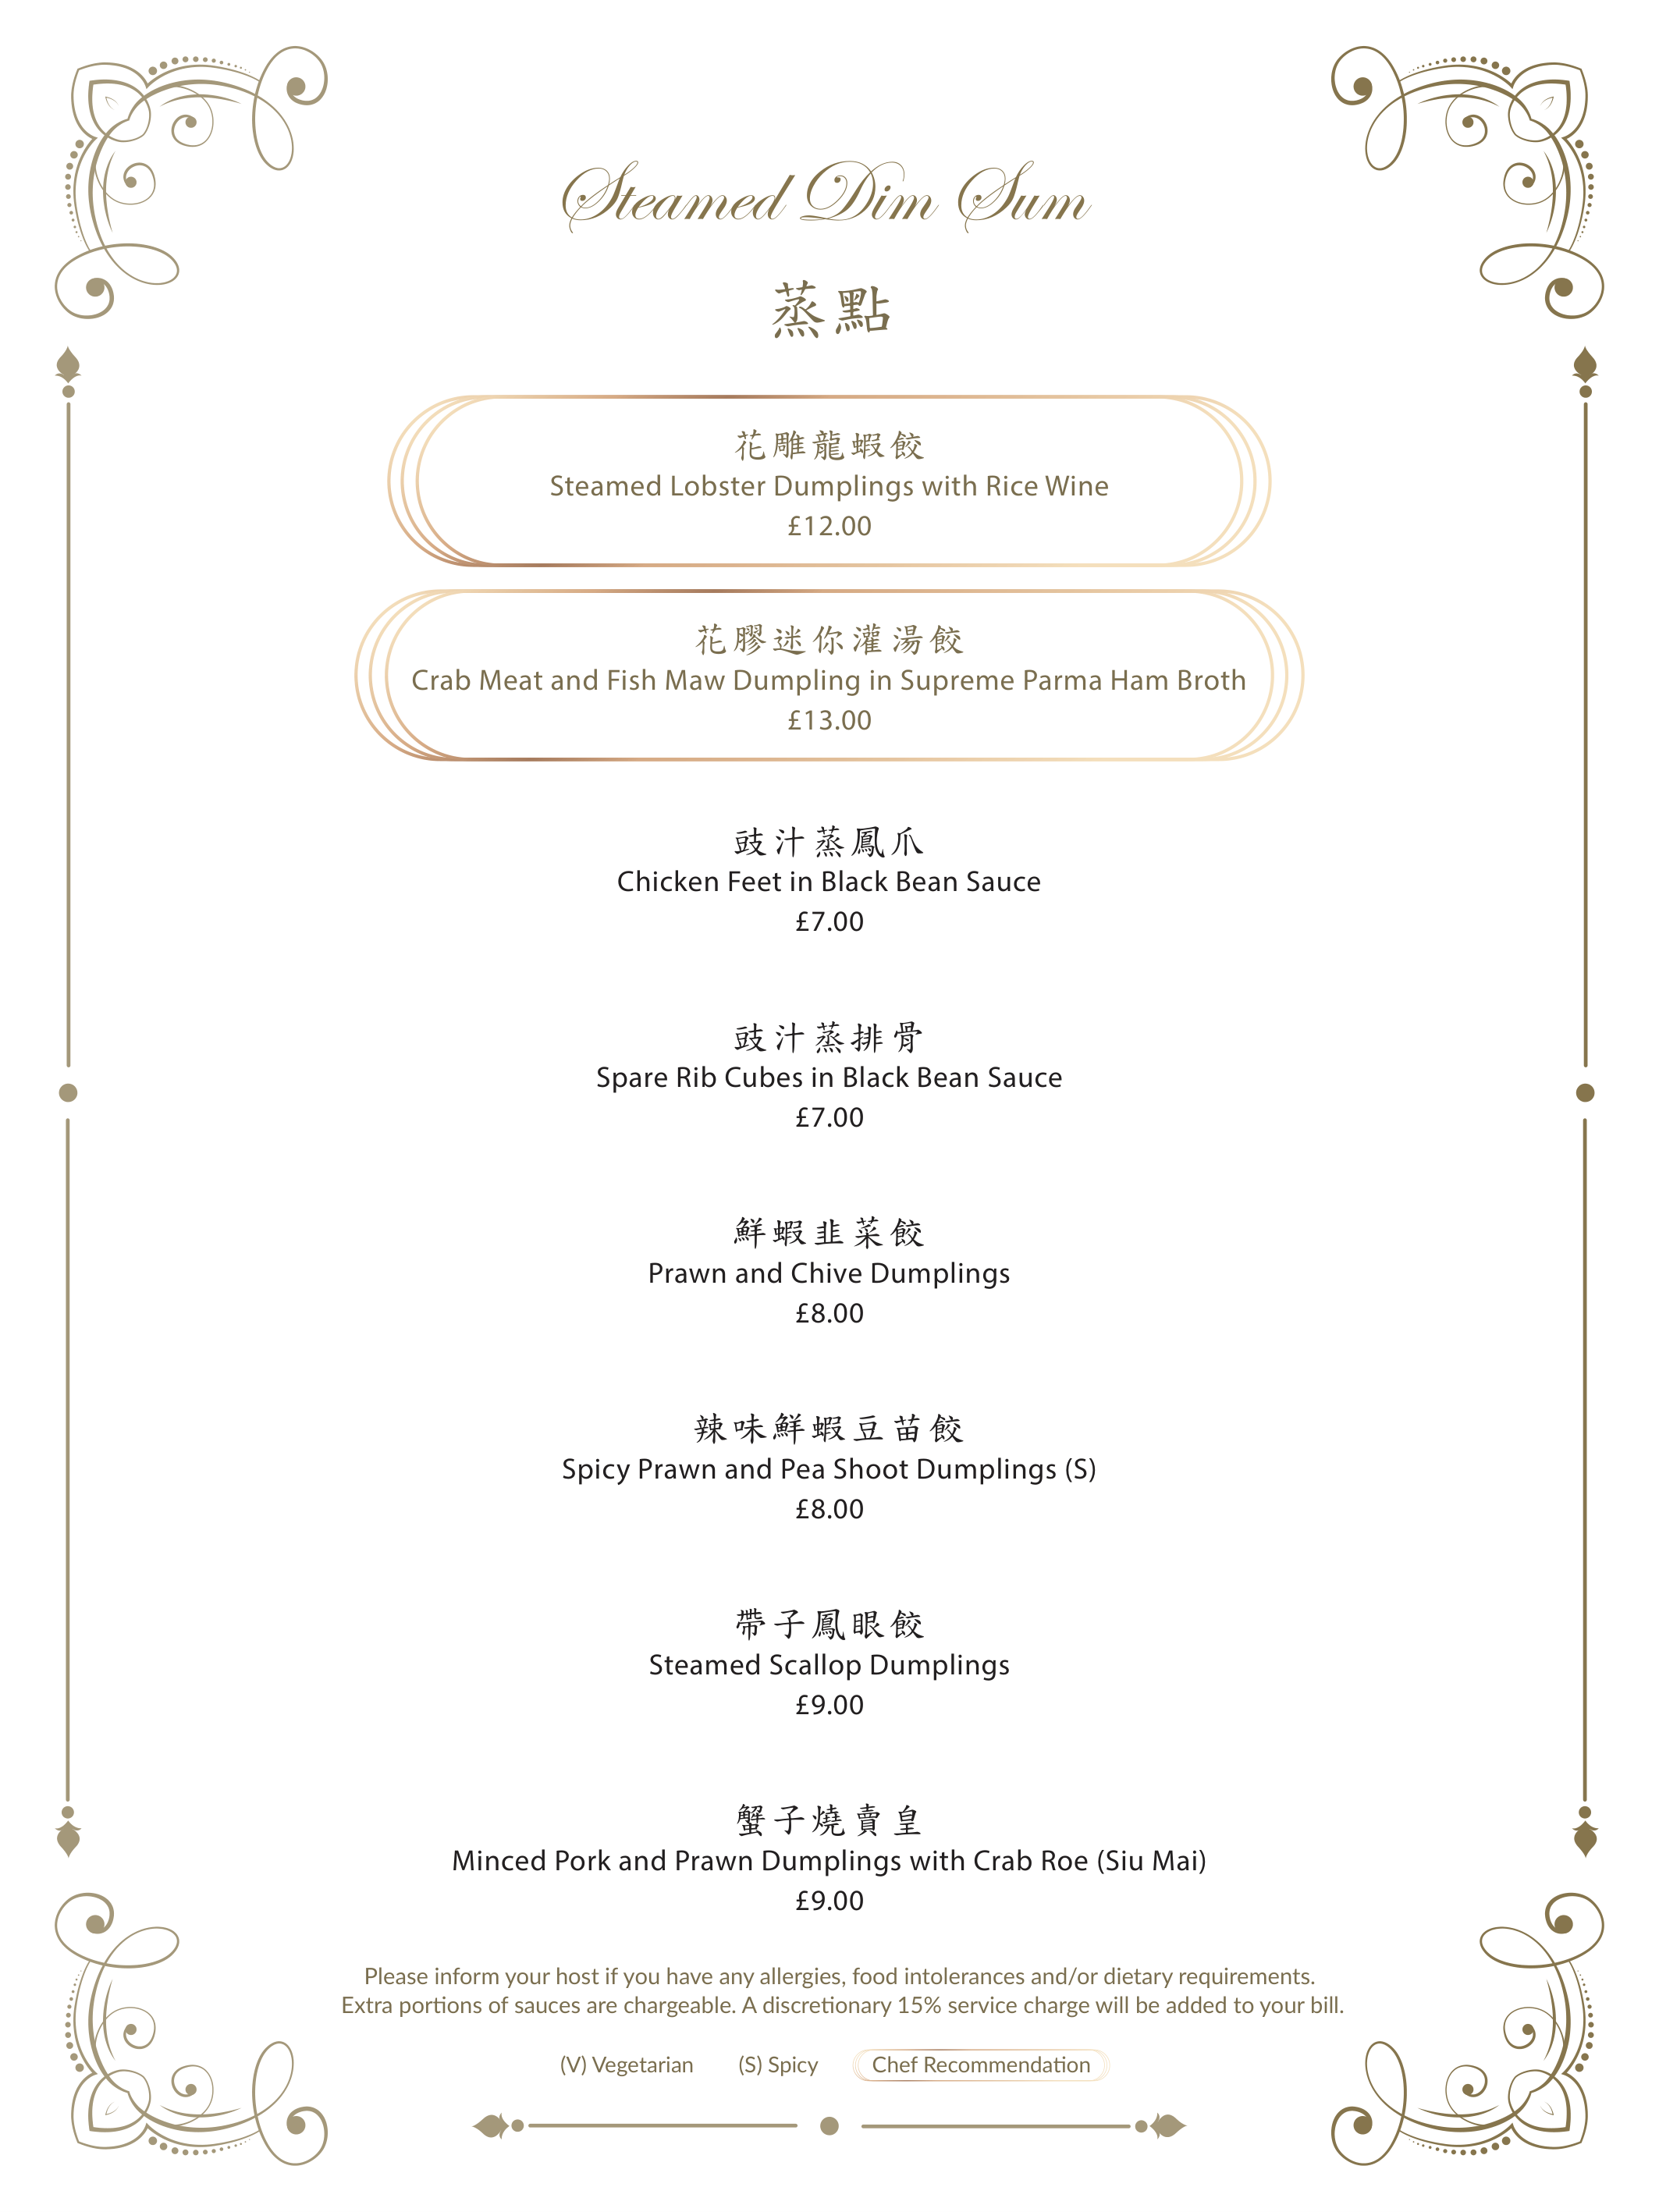 Steamed Dim Sum
蒸點
花雕龍蝦餃
Steamed Lobster Dumplings with Rice Wine
£12.00
花膠迷你灌湯餃
Crab Meat and Fish Maw Dumpling in Supreme Parma Ham Broth
£13.00
豉汁蒸鳳爪
Chicken Feet in Black Bean Sauce
£7.00
豉汁蒸排骨
Spare Rib Cubes in Black Bean Sauce
£7.00
鮮蝦韭菜餃
Prawn and Chive Dumplings
£8.00
辣味鮮蝦豆苗餃
Spicy Prawn and Pea Shoot Dumplings (S)
£8.00
帶子鳳眼餃
Steamed Scallop Dumplings
£9.00
蟹子燒賣皇
Minced Pork and Prawn Dumplings with Crab Roe (Siu Mai)
£9.00
Please inform your host if you have any allergies, food intolerances and/or dietary requirements.
Extra portions of sauces are chargeable. A discretionary 15% service charge will be added to your bill.
(V) Vegetarian (S) Spicy Chef Recommendation